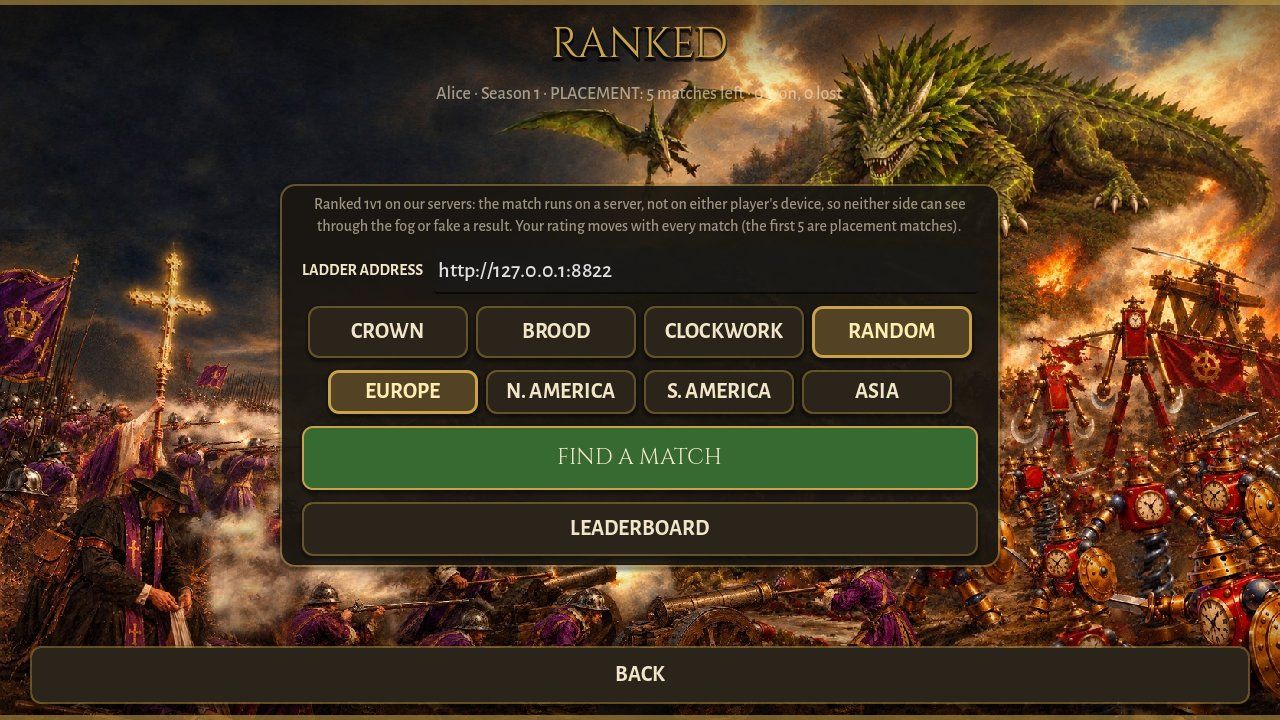 RANKED
Alice · Season 1 · PLACEMENT: 5 matches left · 0 won, 0 lost
Ranked 1v1 on our servers: the match runs on a server, not on either player's device, so neither side can see
through the fog or fake a result. Your rating moves with every match (the first 5 are placement matches).
LADDER ADDRESS http://127.0.0.1:8822
CROWN BROOD CLOCKWORK RANDOM
EUROPE N. AMERICA S. AMERICA ASIA
FIND A MATCH
LEADERBOARD
BACK